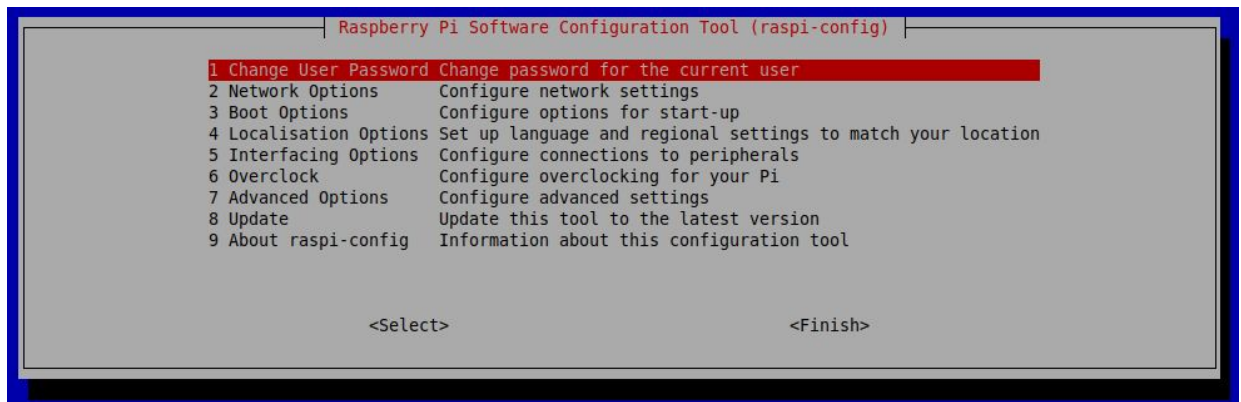 Raspberry Pi Software Configuration Tool (raspi-config)
1 Change User Password Change password for the current user
2 Network Options Configure network settings
3 Boot Options Configure options for start-up
4 Localisation Options Set up language and regional settings to match your location
5 Interfacing Options Configure connections to peripherals
6 Overclock Configure overclocking for your Pi
7 Advanced Options Configure advanced settings
8 Update Update this tool to the latest version
9 About raspi-config Information about this configuration tool
<Select> <Finish>